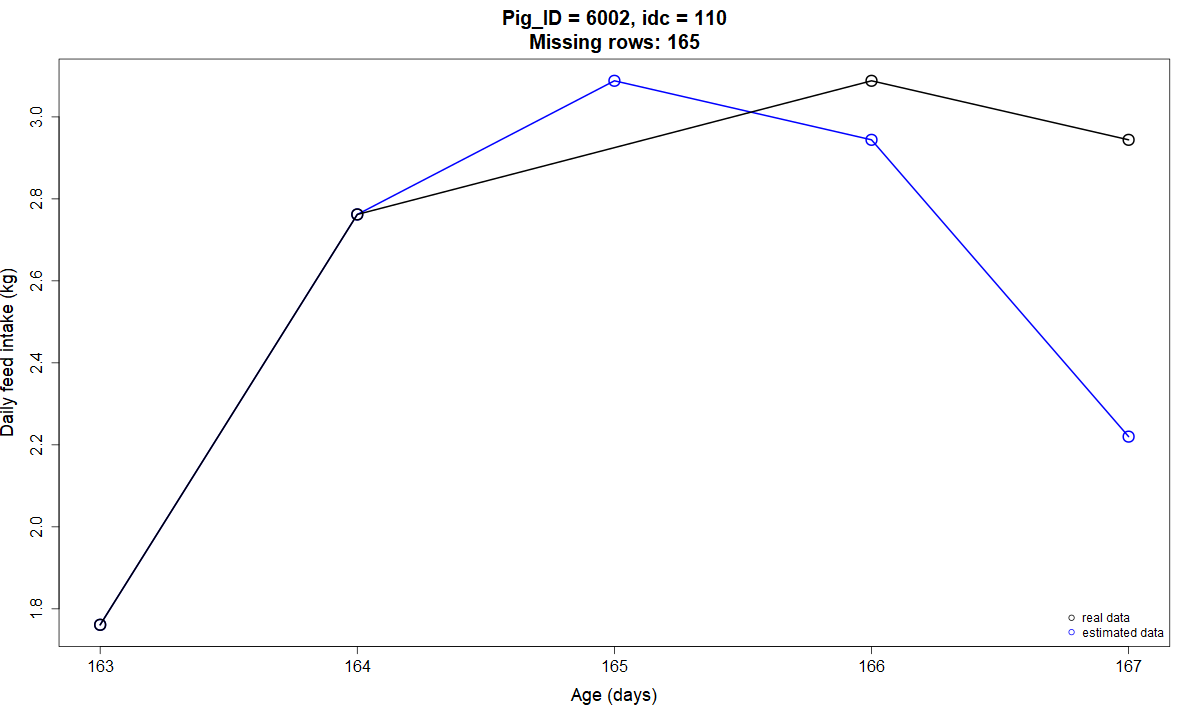 Pig_ID = 6002, idc = 110
Missing rows: 165
Daily feed intake (kg)
3.0
2.8
2.6
2.4
2.2
2.0
1.8
163 164 165 166 167
Age (days)
real data
estimated data